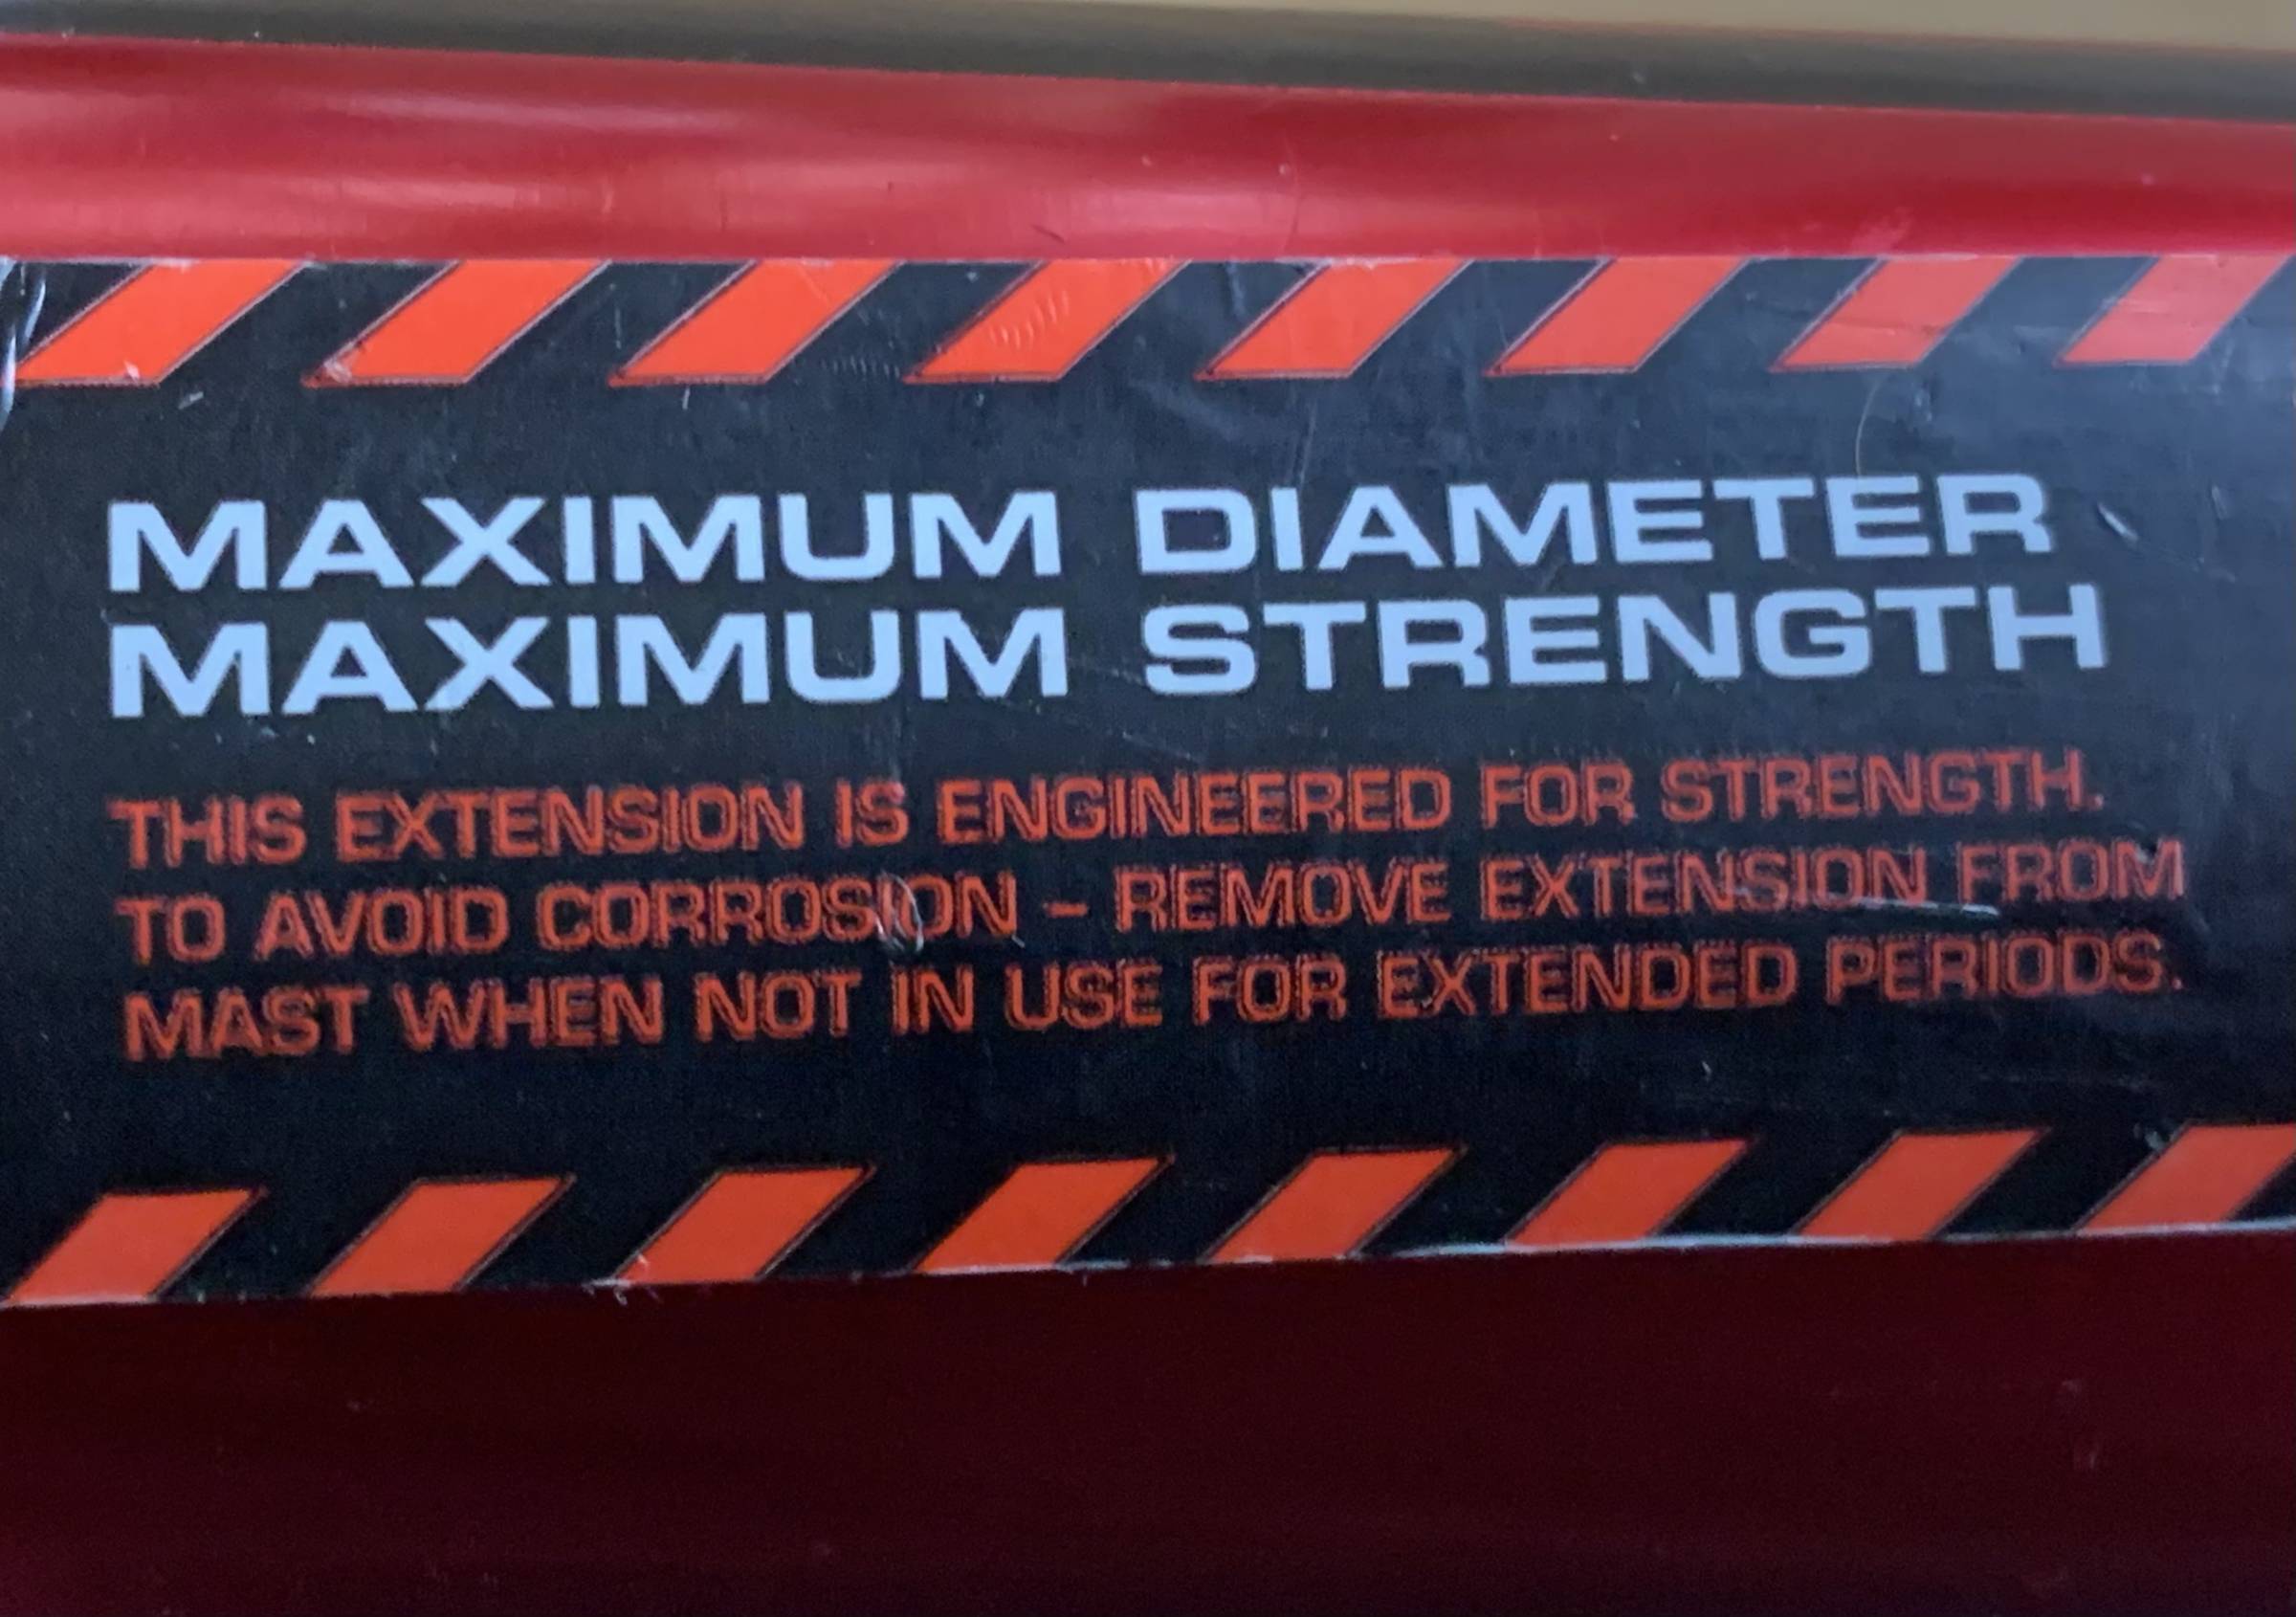 MAXIMUM DIAMETER
MAXIMUM STRENGTH
THIS EXTENSION IS ENGINEERED FOR STRENGTH.
TO AVOID CORROSION – REMOVE EXTENSION FROM
MAST WHEN NOT IN USE FOR EXTENDED PERIODS.